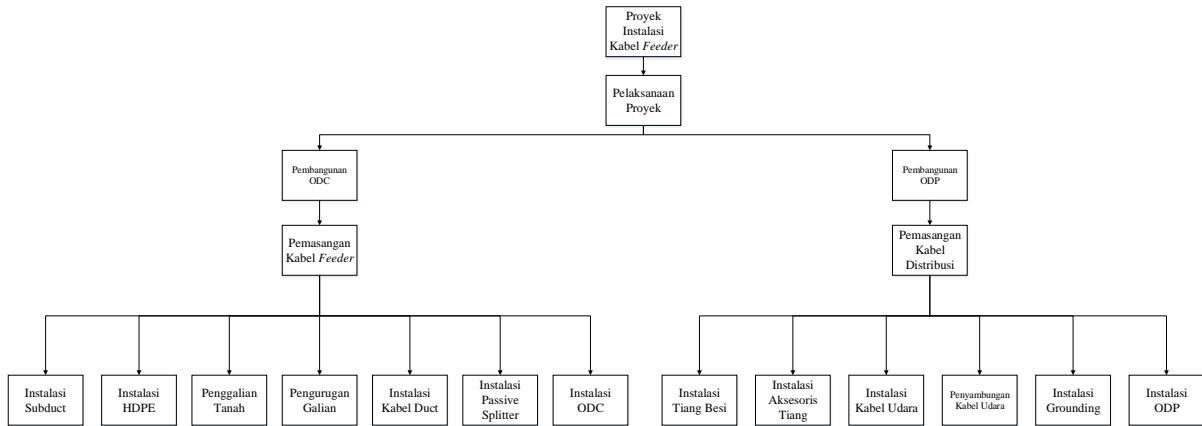 Proyek
Instalasi
Kabel Feeder
Pelaksanaan
Proyek
Pembangunan
ODC
Pembangunan
ODP
Pemasangan
Kabel Feeder
Pemasangan
Kabel
Distribusi
Instalasi
Subduct
Instalasi
HDPE
Penggalian
Tanah
Pengurugan
Galian
Instalasi
Kabel Duct
Instalasi
Passive
Splitter
Instalasi
ODC
Instalasi
Tiang Besi
Instalasi
Aksesoris
Tiang
Instalasi
Kabel Udara
Penyambungan
Kabel Udara
Instalasi
Grounding
Instalasi
ODP